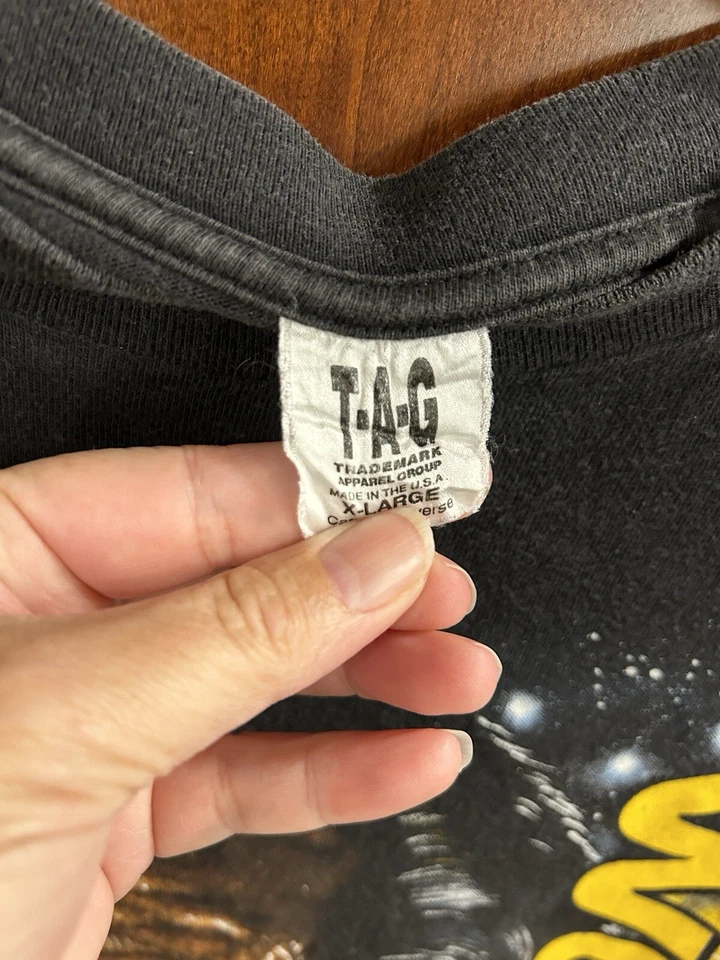 T-A-G
TRADEMARK
APPAREL GROUP
MADE IN THE U.S.A.
X-LARGE